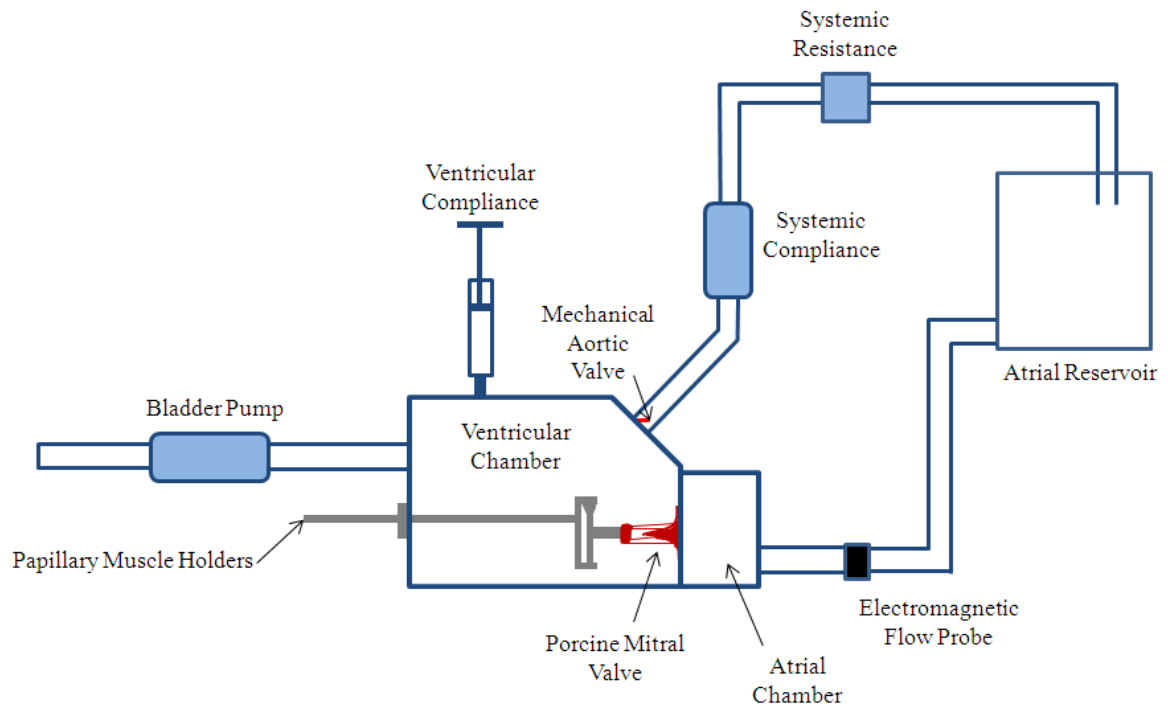 Systemic
Resistance
Ventricular
Compliance
Systemic
Compliance
Mechanical
Aortic
Valve
Atrial Reservoir
Bladder Pump
Ventricular
Chamber
Papillary Muscle Holders
Electromagnetic
Flow Probe
Porcine Mitral
Valve
Atrial
Chamber